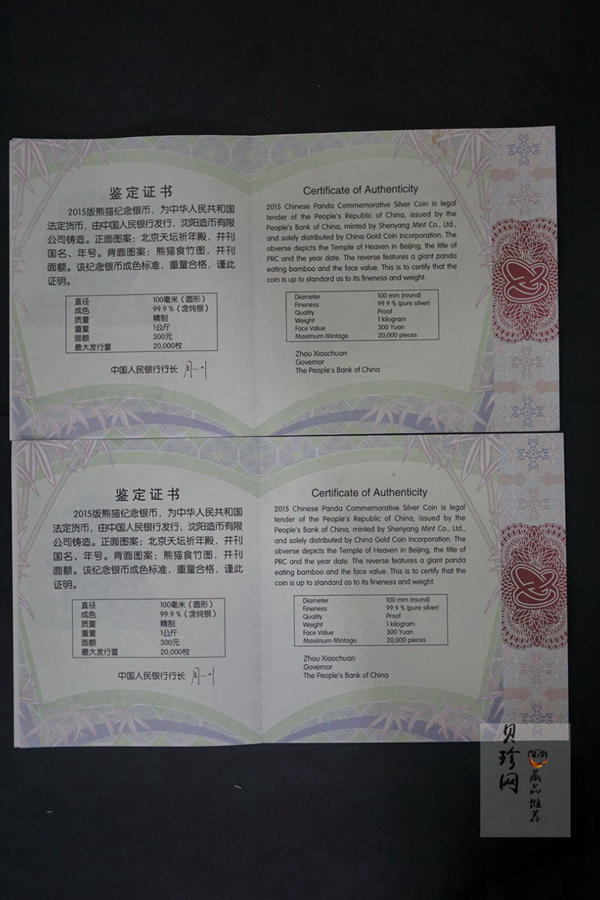 鉴定证书
2015版熊猫纪念银币，为中华人民共和国
法定货币，由中国人民银行发行，沈阳造币有限
公司铸造。正面图案：北京天坛祈年殿，并刊
国名、年号。背面图案：熊猫食竹图，并刊
面额。该纪念银币成色标准，重量合格，谨此
证明。
直径 100毫米（圆形）
成色 99.9％（含纯银）
质量 精制
重量 1公斤
面额 300元
最大发行量 20,000枚
中国人民银行行长
Certificate of Authenticity
2015 Chinese Panda Commemorative Silver Coin is legal
tender of the People's Republic of China, issued by the
People's Bank of China, minted by Shenyang Mint Co., Ltd.,
and solely distributed by China Gold Coin Incorporation. The
obverse depicts the Temple of Heaven in Beijing, the title of
PRC and the year date. The reverse features a giant panda
eating bamboo and the face value. This is to certify that the
coin is up to standard as to its fineness and weight.
Diameter 100 mm (round)
Fineness 99.9 % (pure silver)
Quality Proof
Weight 1 kilogram
Face Value 300 Yuan
Maximum Mintage 20,000 pieces
Zhou Xiaochuan
Governor
The People's Bank of China
鉴定证书
2015版熊猫纪念银币，为中华人民共和国
法定货币，由中国人民银行发行，沈阳造币有限
公司铸造。正面图案：北京天坛祈年殿，并刊
国名、年号。背面图案：熊猫食竹图，并刊
面额。该纪念银币成色标准，重量合格，谨此
证明。
直径 100毫米（圆形）
成色 99.9％（含纯银）
质量 精制
重量 1公斤
面额 300元
最大发行量 20,000枚
中国人民银行行长
Certificate of Authenticity
2015 Chinese Panda Commemorative Silver Coin is legal
tender of the People's Republic of China, issued by the
People's Bank of China, minted by Shenyang Mint Co., Ltd.,
and solely distributed by China Gold Coin Incorporation. The
obverse depicts the Temple of Heaven in Beijing, the title of
PRC and the year date. The reverse features a giant panda
eating bamboo and the face value. This is to certify that the
coin is up to standard as to its fineness and weight.
Diameter 100 mm (round)
Fineness 99.9 % (pure silver)
Quality Proof
Weight 1 kilogram
Face Value 300 Yuan
Maximum Mintage 20,000 pieces
Zhou Xiaochuan
Governor
The People's Bank of China
贝珍网
藏品推荐